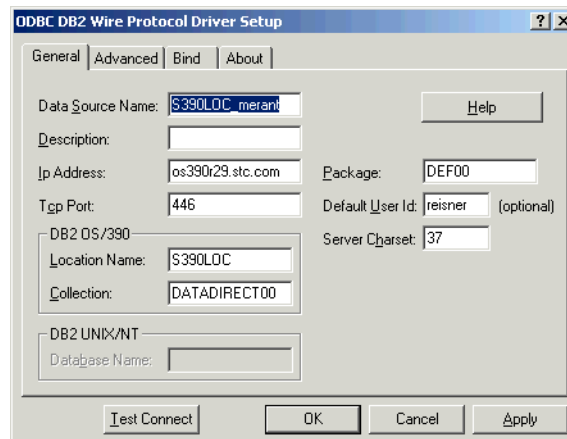 ODBC DB2 Wire Protocol Driver Setup
General Advanced Bind About
Data Source Name: S390LOC_merant
Help
Description:
Ip Address: os390r29.stc.com Package: DEF00
Tcp Port: 446 Default User Id: reisner (optional)
DB2 OS/390 Server Charset: 37
Location Name: S390LOC
Collection: DATADIRECT00
DB2 UNIX/NT
Database Name:
Test Connect OK Cancel Apply